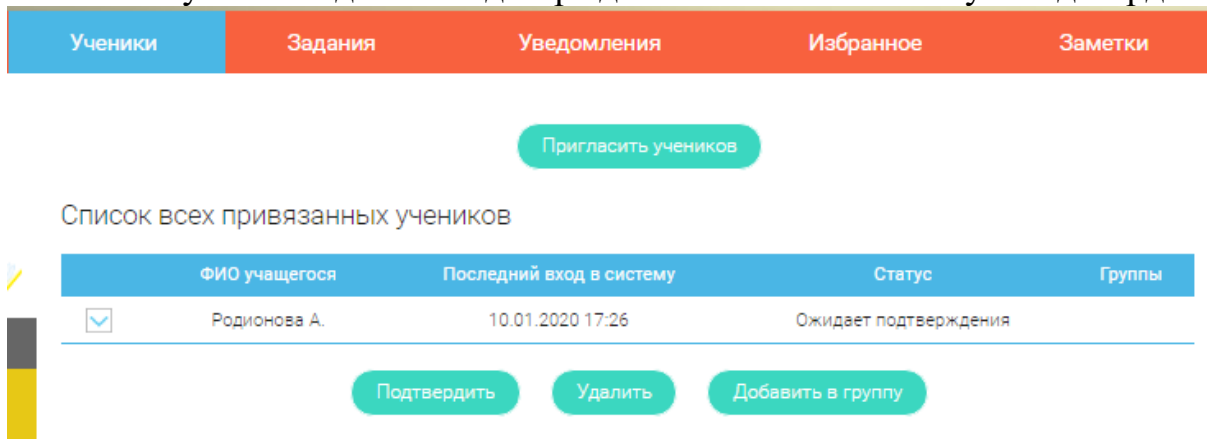 Ученики Задания Уведомления Избранное Заметки
Пригласить учеников
Список всех привязанных учеников
ФИО учащегося Последний вход в систему Статус Группы
Родионова А. 10.01.2020 17:26 Ожидает подтверждения
Подтвердить Удалить Добавить в группу